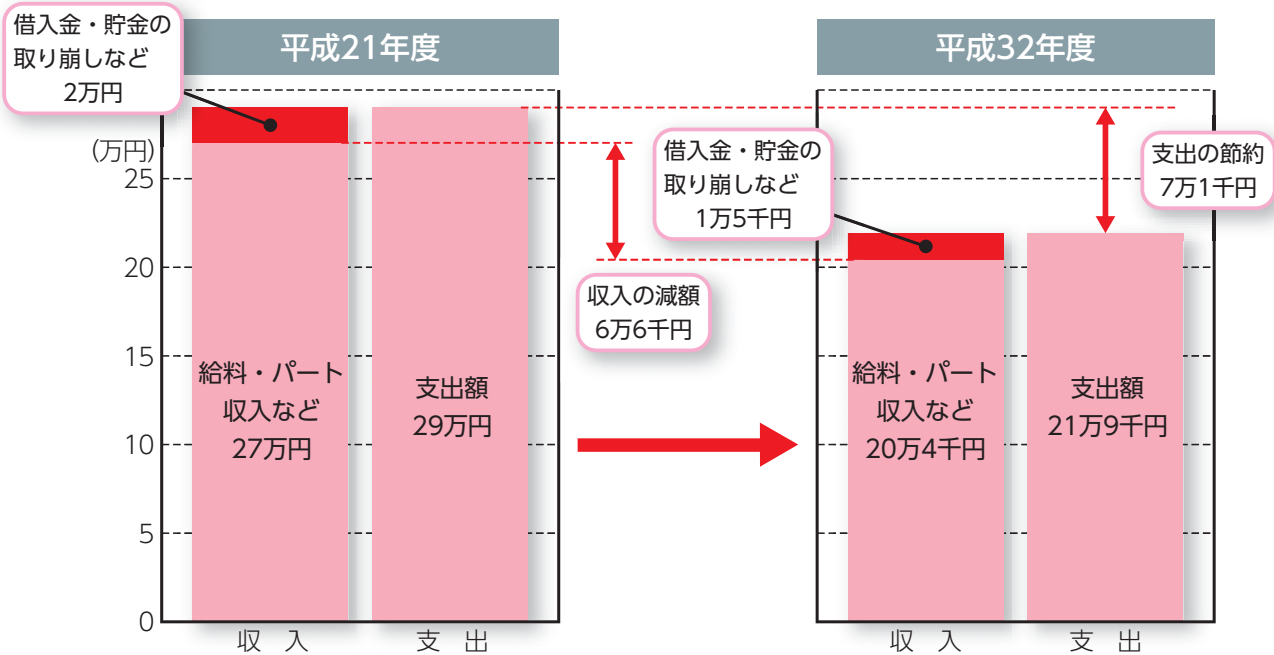 平成21年度
借入金・貯金の
取り崩しなど
2万円
(万円)
25
20
15
10
5
0
給料・パート
収入など
27万円
支出額
29万円
収 入
支 出
収入の減額
6万6千円
平成32年度
借入金・貯金の
取り崩しなど
1万5千円
支出の節約
7万1千円
給料・パート
収入など
20万4千円
支出額
21万9千円
収 入
支 出